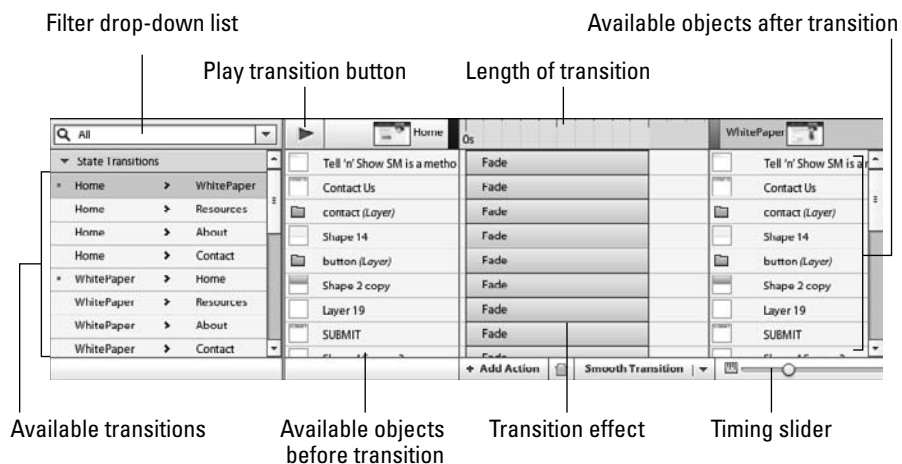 Filter drop-down list
Available objects after transition
Play transition button
Length of transition
All
Home
0s
WhitePaper
State Transitions
Tell 'n' Show SM is a metho
Fade
Tell 'n' Show SM is a
Home > WhitePaper
Contact Us
Fade
Contact Us
Home > Resources
contact (Layer)
Fade
contact (Layer)
Home > About
Shape 14
Fade
Shape 14
Home > Contact
button (Layer)
Fade
button (Layer)
WhitePaper > Home
Shape 2 copy
Fade
Shape 2 copy
WhitePaper > Resources
Layer 19
Fade
Layer 19
WhitePaper > About
SUBMIT
Fade
SUBMIT
WhitePaper > Contact
+ Add Action
Smooth Transition
Available transitions
Available objects
before transition
Transition effect
Timing slider